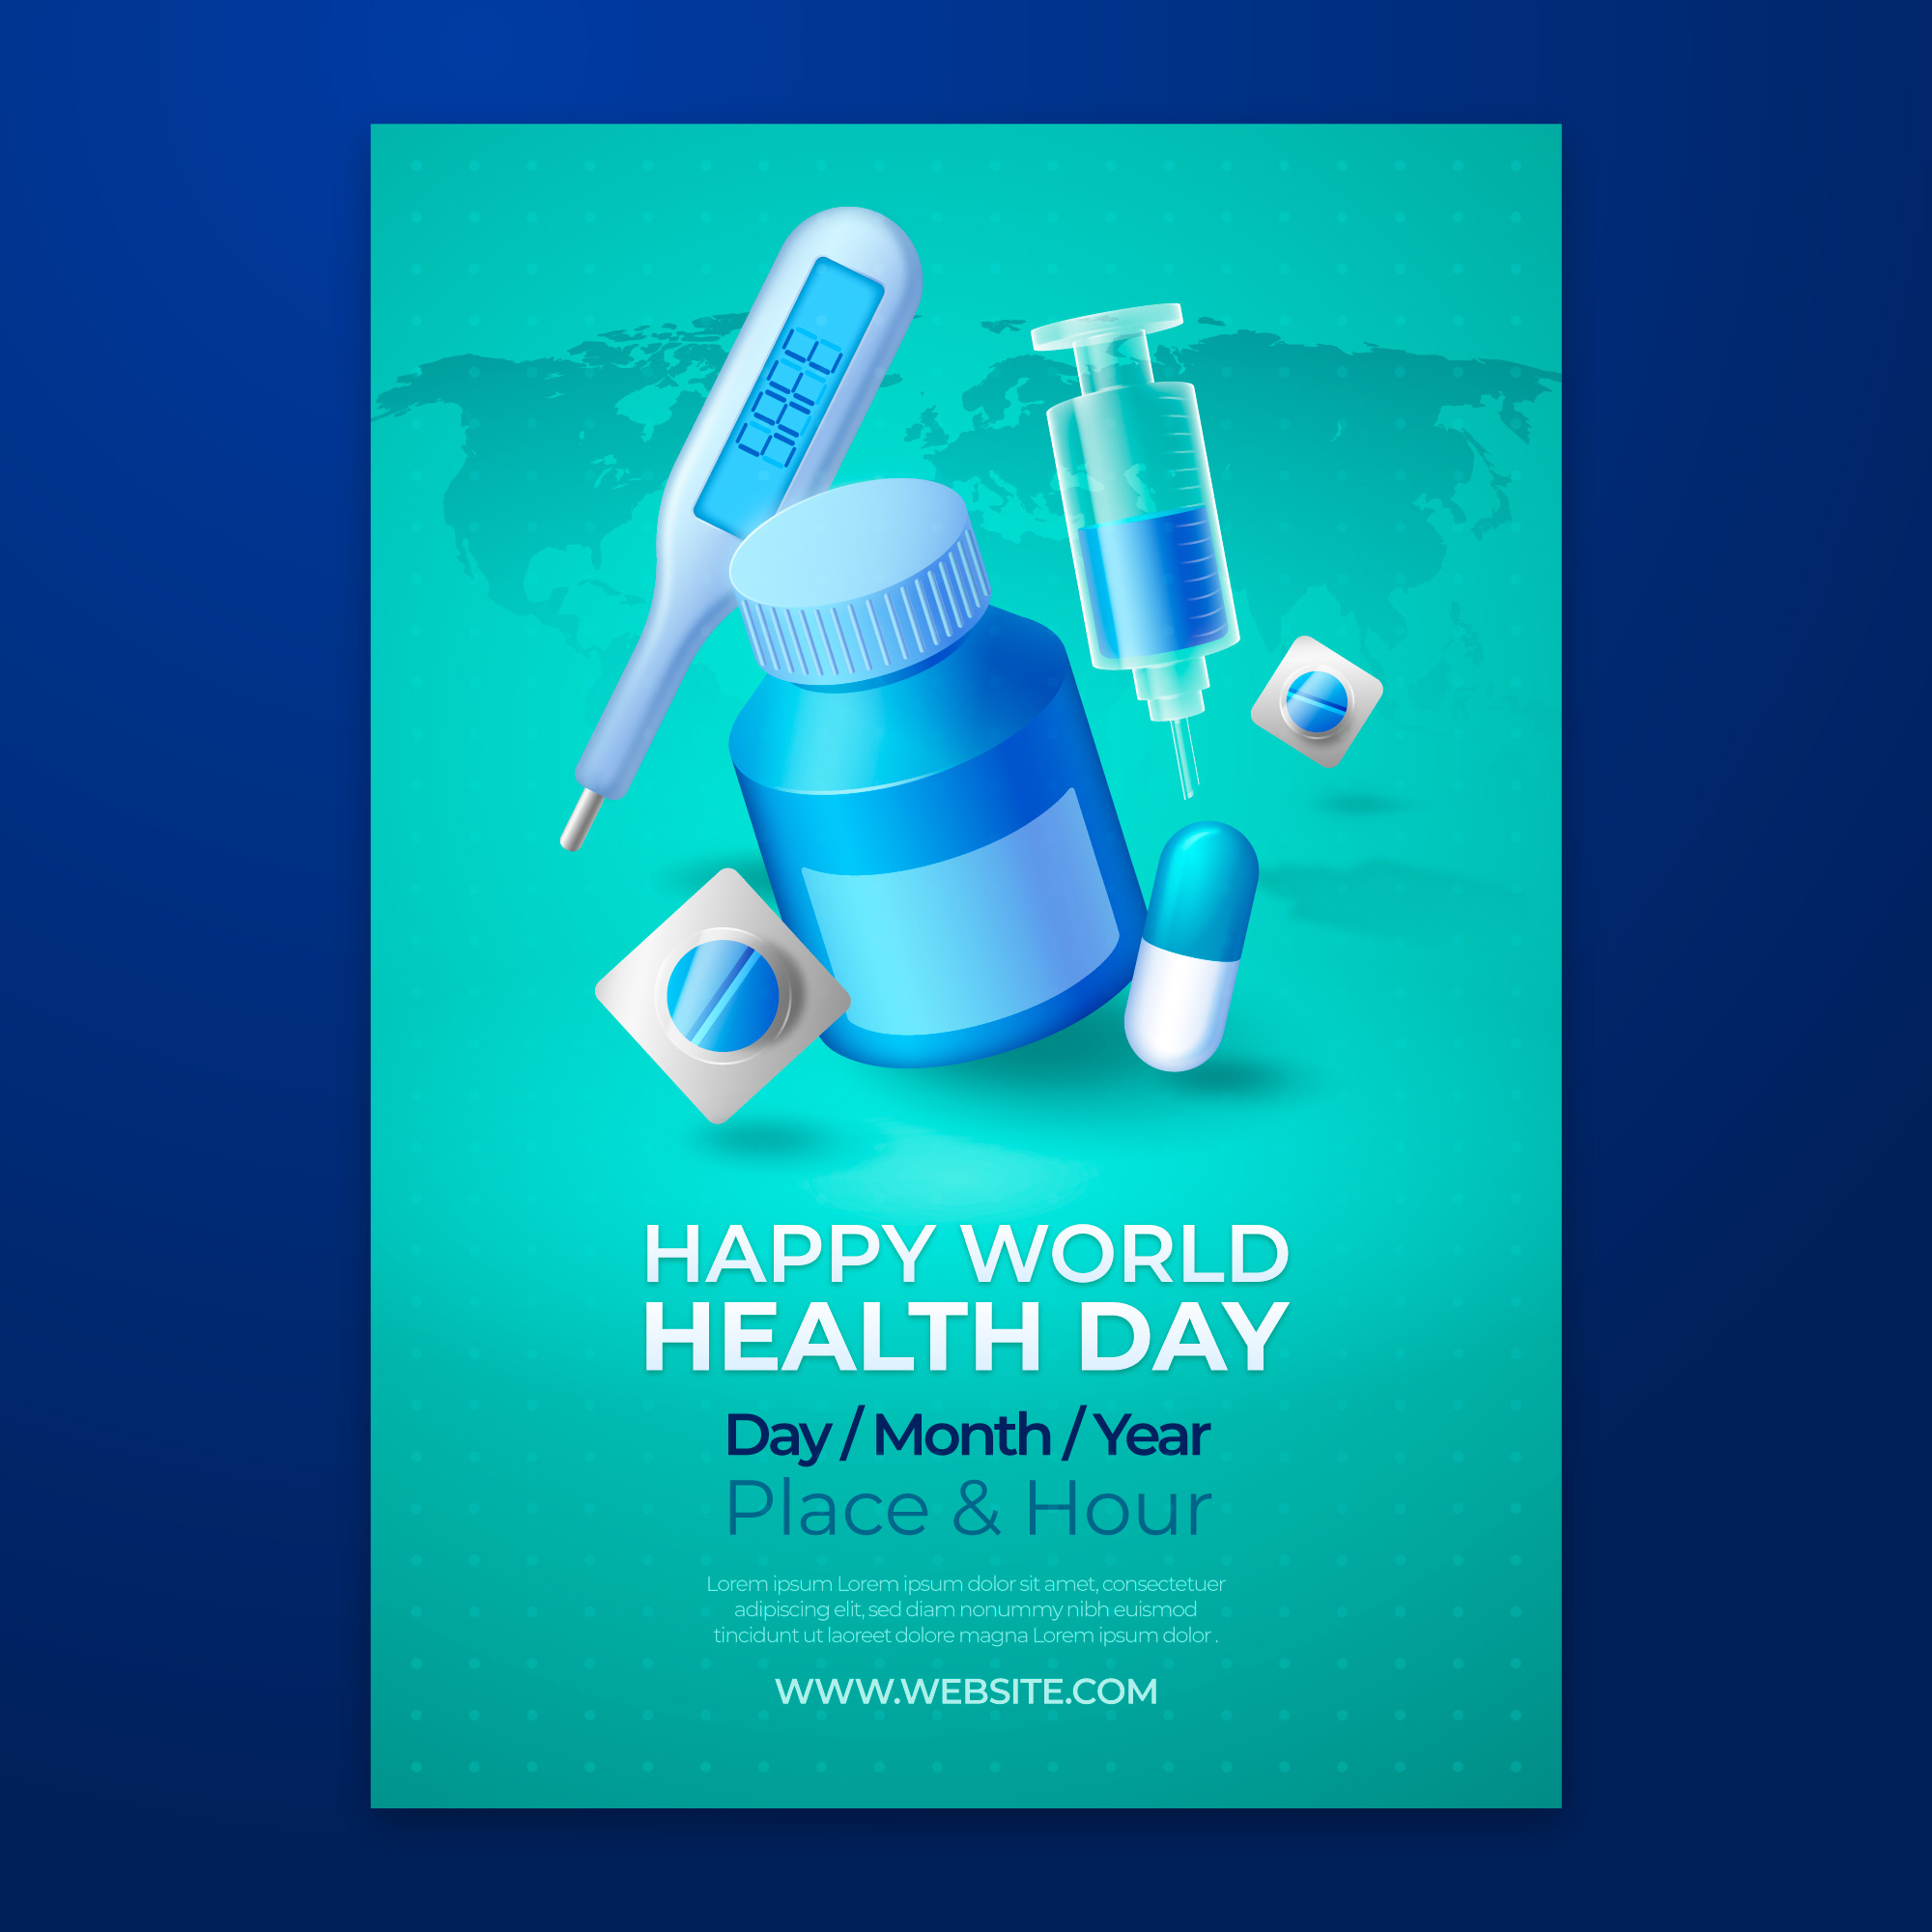 HAPPY WORLD
HEALTH DAY
Day / Month / Year
Place & Hour
Lorem ipsum Lorem ipsum dolor sit amet, consectetuer
adipiscing elit, sed diam nonummy nibh euismod
tincidunt ut laoreet dolore magna Lorem ipsum dolor .
WWW.WEBSITE.COM